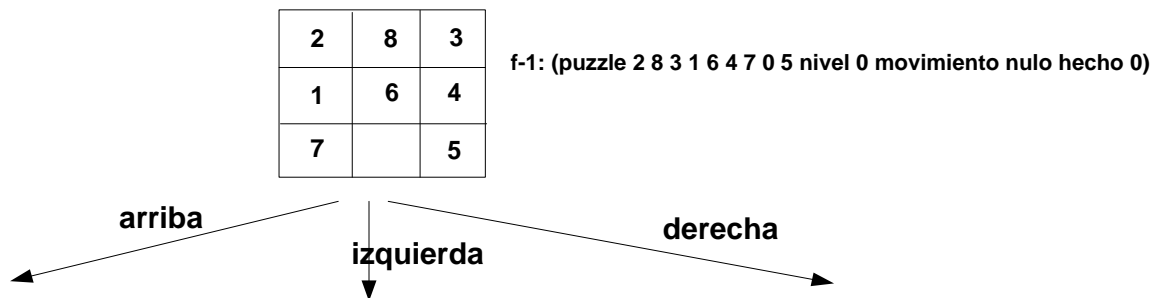 2 8 3
f-1: (puzzle 2 8 3 1 6 4 7 0 5 nivel 0 movimiento nulo hecho 0)
1 6 4
7 5
arriba
izquierda
derecha